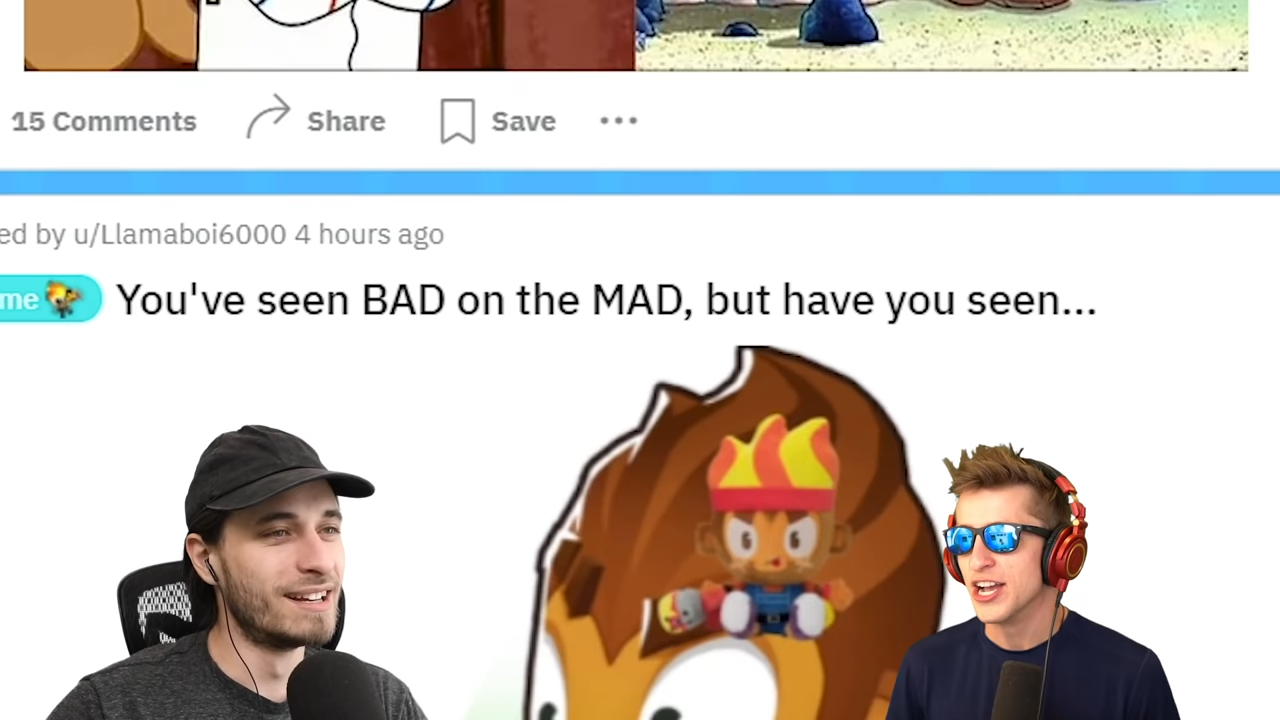 15 Comments Share Save
ed by u/Llamaboi6000 4 hours ago
me You've seen BAD on the MAD, but have you seen...